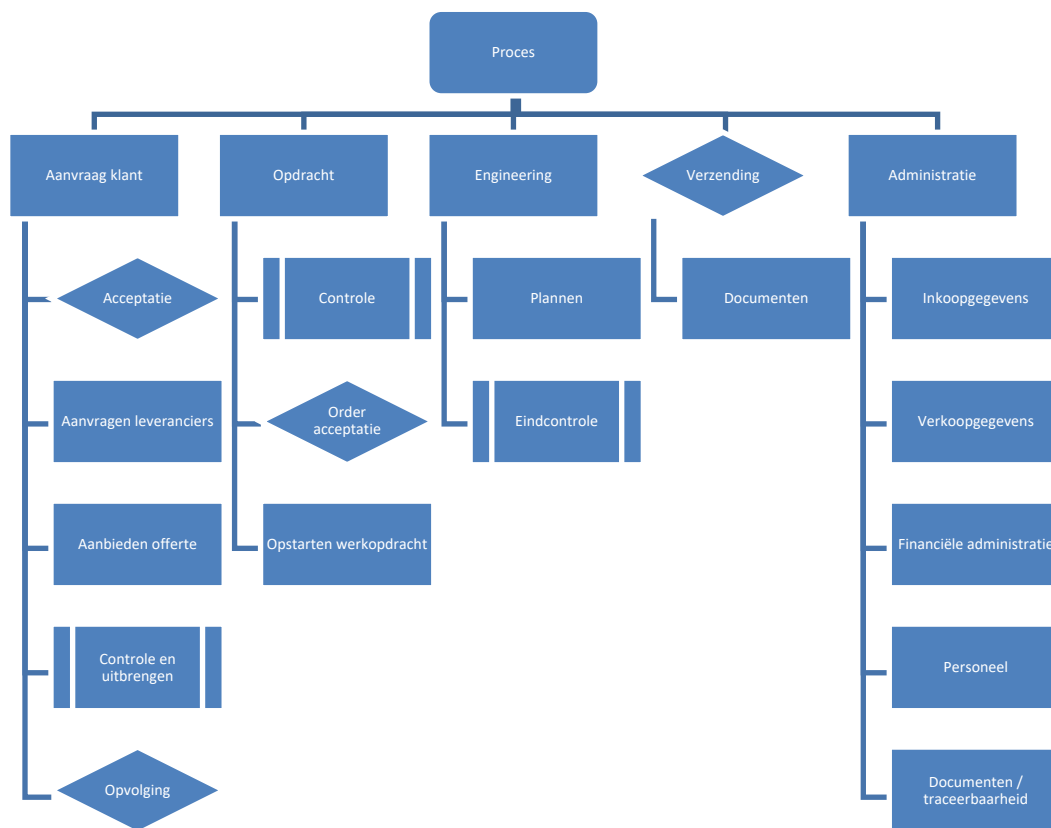 Proces
Aanvraag klant
Opdracht
Engineering
Verzending
Administratie
Acceptatie
Controle
Plannen
Documenten
Inkoopgegevens
Aanvragen leveranciers
Order
acceptatie
Eindcontrole
Verkoopgegevens
Aanbieden offerte
Opstarten werkopdracht
Financiële administratie
Controle en
uitbrengen
Personeel
Opvolging
Documenten /
traceerbaarheid